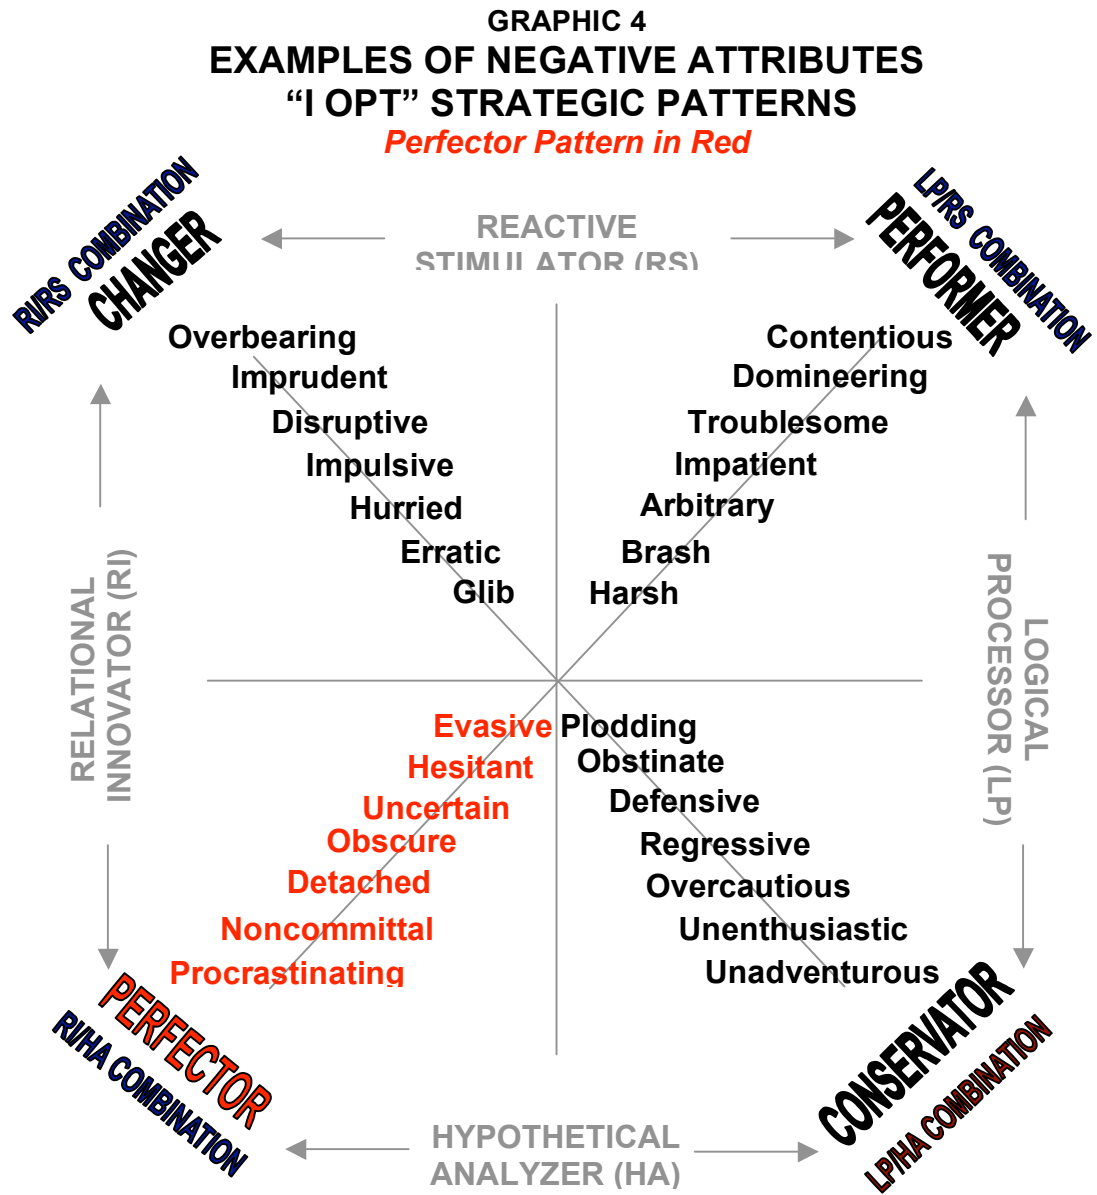 GRAPHIC 4
EXAMPLES OF NEGATIVE ATTRIBUTES
“I OPT” STRATEGIC PATTERNS
Perfector Pattern in Red
RI/RS COMBINATION
CHANGER
REACTIVE
STIMULATOR (RS)
LP/RS COMBINATION
PERFORMER
Overbearing
Imprudent
Disruptive
Impulsive
Hurried
Erratic
Glib
Contentious
Domineering
Troublesome
Impatient
Arbitrary
Brash
Harsh
RELATIONAL
INNOVATOR (RI)
LOGICAL
PROCESSOR (LP)
Evasive
Hesitant
Uncertain
Obscure
Detached
Noncommittal
Procrastinating
Plodding
Obstinate
Defensive
Regressive
Overcautious
Unenthusiastic
Unadventurous
PERFECTOR
RI/HA COMBINATION
HYPOTHETICAL
ANALYZER (HA)
CONSERVATOR
LP/HA COMBINATION